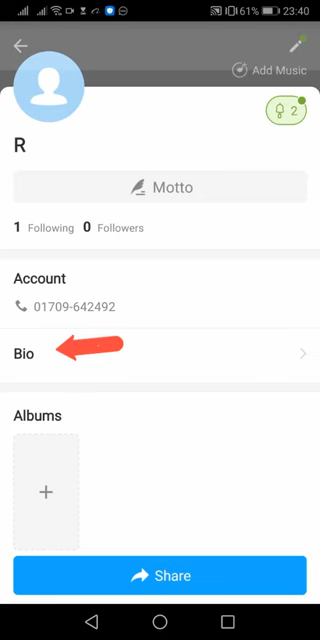 61% 23:40
Add Music
2
R
Motto
1 Following 0 Followers
Account
01709-642492
Bio
Albums
Share